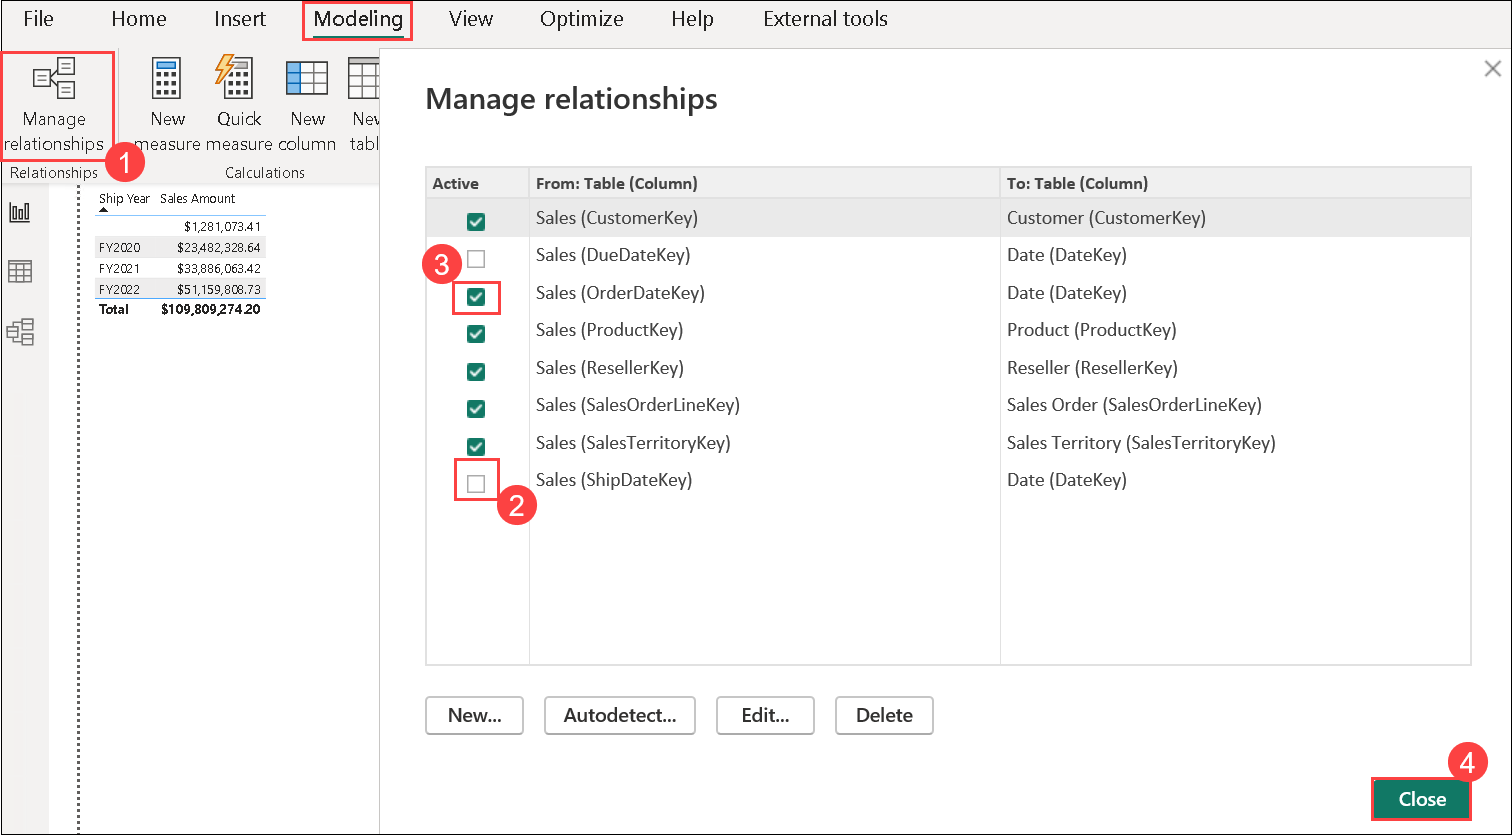 File Home Insert Modeling View Optimize Help External tools
Manage relationships
New measure
Quick measure
New column
New tabl
1
Relationships
Calculations
Ship Year Sales Amount
$1,281,073.41
FY2020 $23,482,328.64
FY2021 $33,886,063.42
FY2022 $51,159,808.73
Total $109,809,274.20
Manage relationships
Active From: Table (Column) To: Table (Column)
Sales (CustomerKey) Customer (CustomerKey)
3
Sales (DueDateKey) Date (DateKey)
Sales (OrderDateKey) Date (DateKey)
Sales (ProductKey) Product (ProductKey)
Sales (ResellerKey) Reseller (ResellerKey)
Sales (SalesOrderLineKey) Sales Order (SalesOrderLineKey)
Sales (SalesTerritoryKey) Sales Territory (SalesTerritoryKey)
Sales (ShipDateKey) Date (DateKey)
2
New... Autodetect... Edit... Delete
4
Close